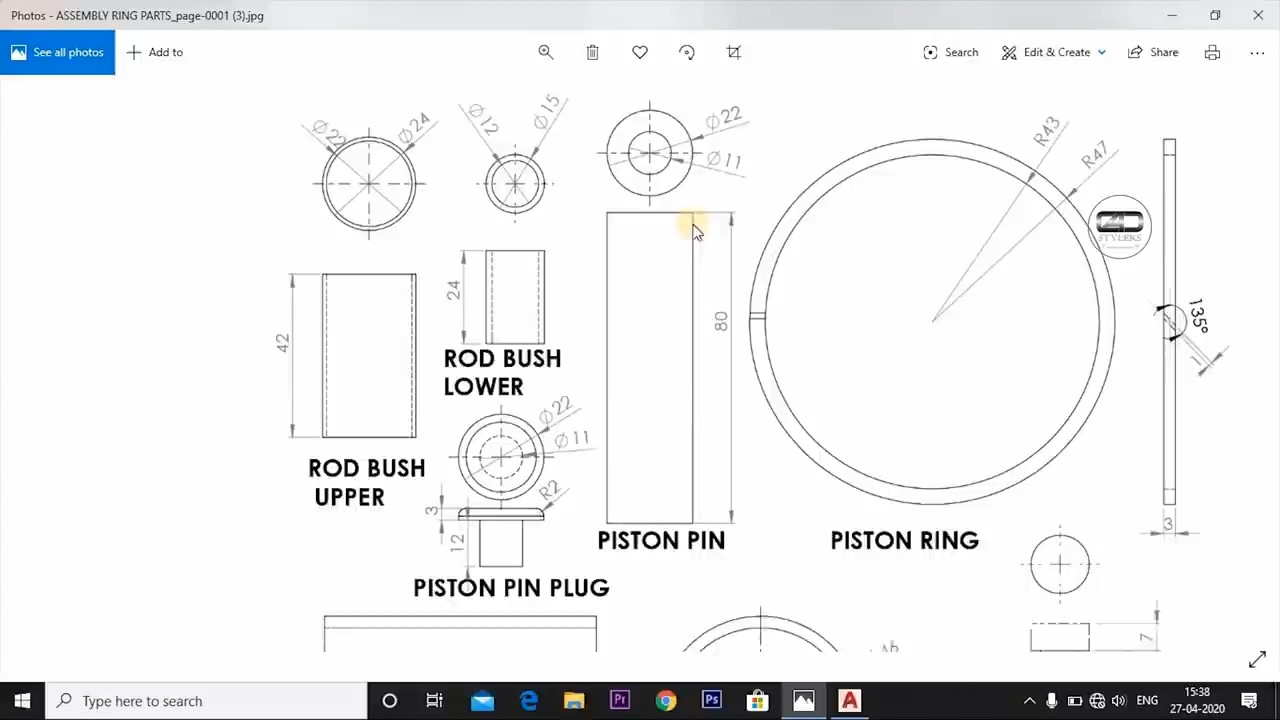 Photos - ASSEMBLY RING PARTS_page-0001 (3).jpg
See all photos
Add to
Search
Edit & Create
Share
Ø22
Ø24
Ø12
Ø15
Ø22
Ø11
R43
R47
CAD
STYLERS
42
24
80
135°
1
3
ROD BUSH
LOWER
ROD BUSH
UPPER
Ø22
Ø11
R2
3
12
PISTON PIN
PISTON RING
PISTON PIN PLUG
7
Type here to search
ENG
15:38
27-04-2020